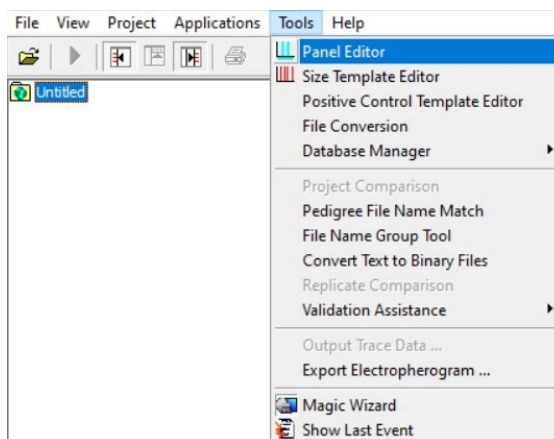 File View Project Applications Tools Help
Untitled
Panel Editor
Size Template Editor
Positive Control Template Editor
File Conversion
Database Manager
Project Comparison
Pedigree File Name Match
File Name Group Tool
Convert Text to Binary Files
Replicate Comparison
Validation Assistance
Output Trace Data ...
Export Electropherogram ...
Magic Wizard
Show Last Event